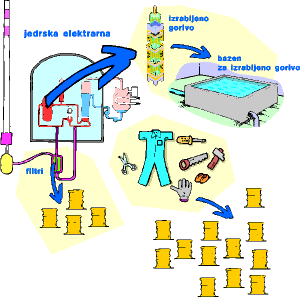 jedrska elektrarna
izrabljeno
gorivo
bazen
za izrabljeno gorivo
filtri